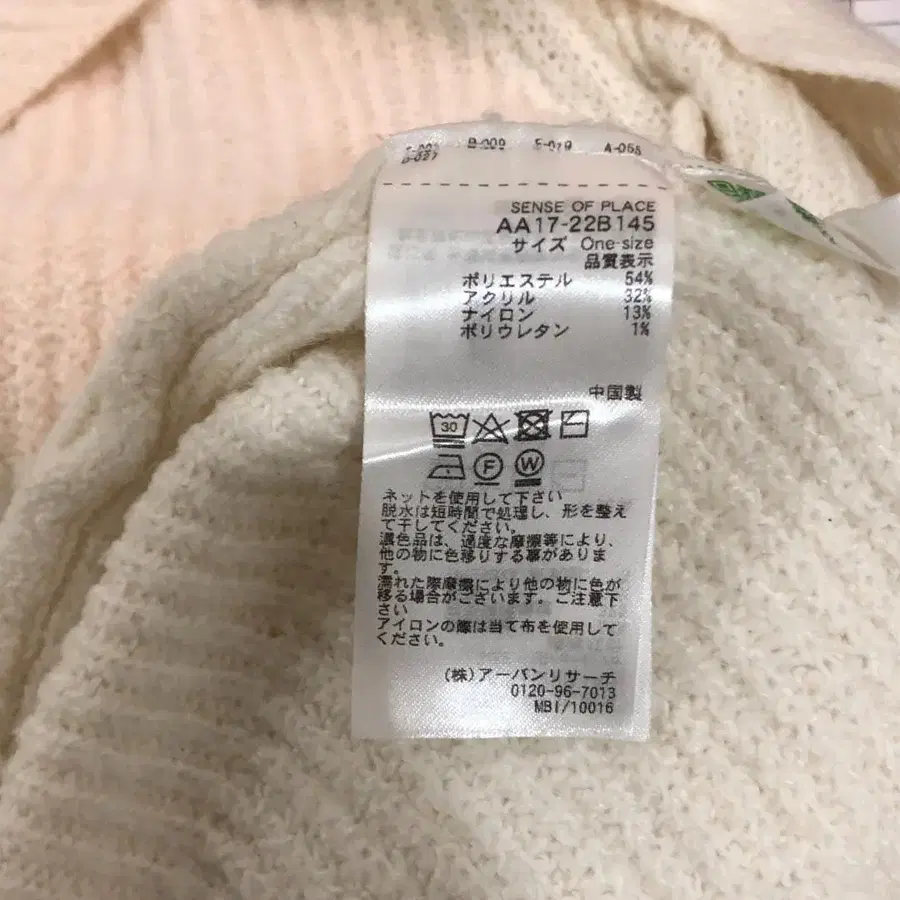 B-009 E-079
D-027
SENSE OF PLACE
AA17-22B145
サイズ One-size
品質表示
ポリエステル 54%
アクリル 32%
ナイロン 13%
ポリウレタン 1%
中国製
30
F W
ネットを使用して下さい
脱水は短時間で処理し、形を整え
て干してください。
濃色品は、過度な摩擦等により、
他の物に色移りする事がありま
す。
濡れた際摩擦により他の物に色が
移る場合がございます。ご注意下
さい
アイロンの際は当て布を使用して
ください。
(株)アーバンリサーチ
0120-96-7013
MBI/10016